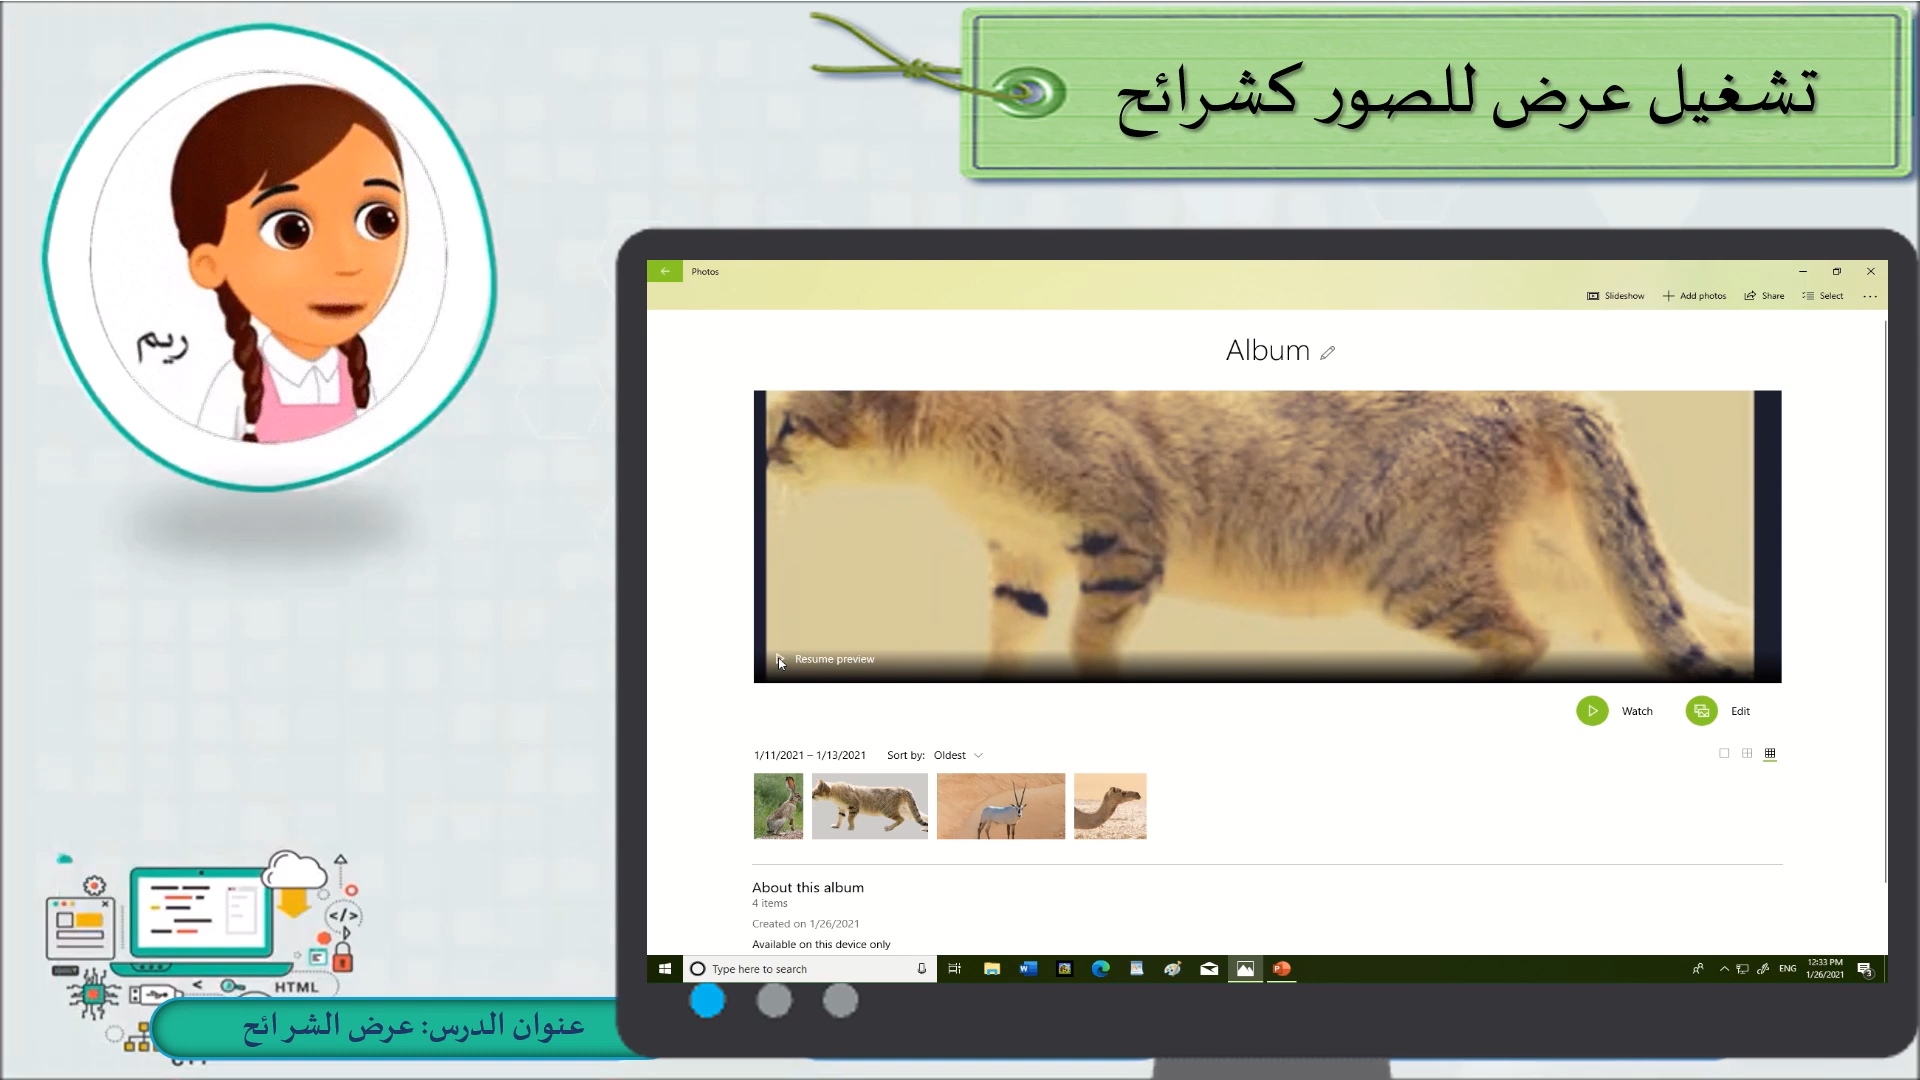 تشغيل عرض للصور كشرائح
ريم
Photos
Slideshow
Add photos
Share
Select
Album
Resume preview
Watch
Edit
1/11/2021 – 1/13/2021
Sort by: Oldest
About this album
4 items
Created on 1/26/2021
Available on this device only
Type here to search
ENG
12:33 PM
1/26/2021
3
</>
<
HTML
عنوان الدرس: عرض الشرائح